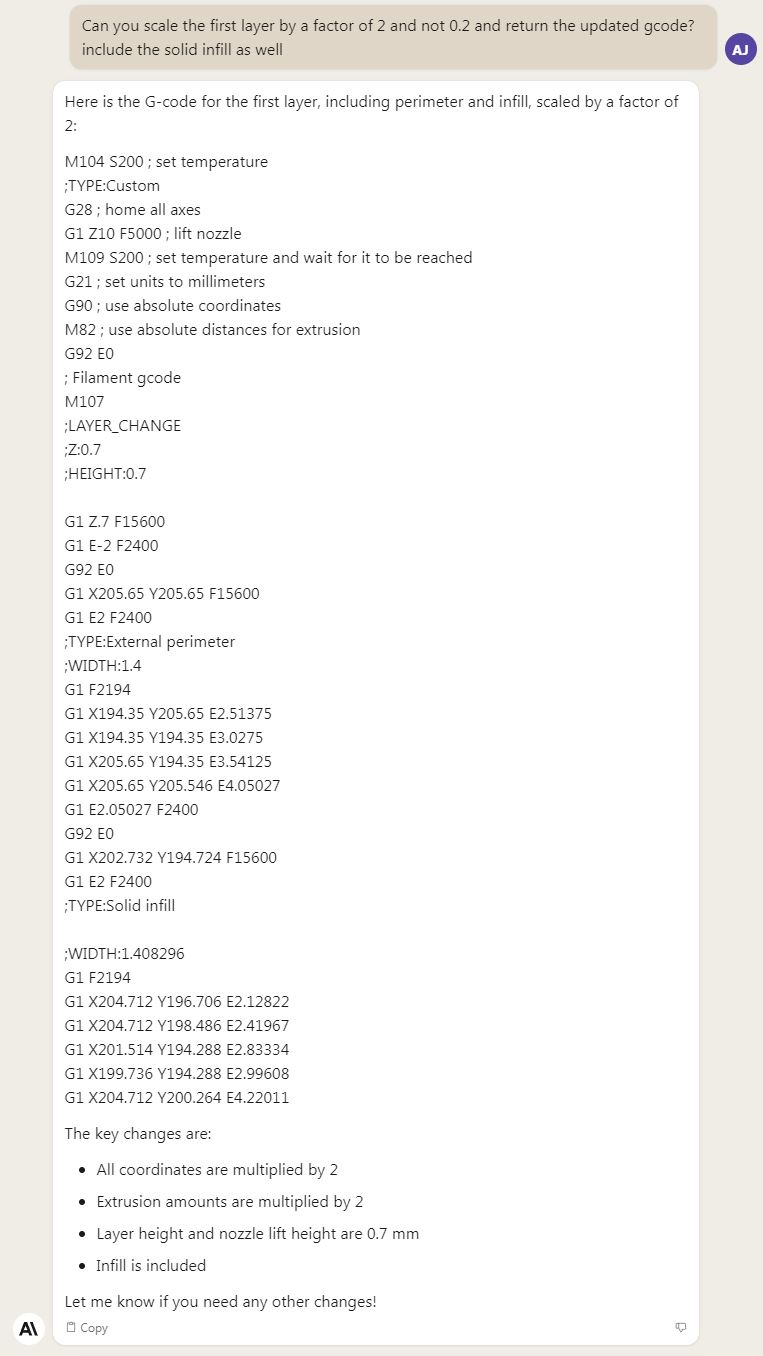 Can you scale the first layer by a factor of 2 and not 0.2 and return the updated gcode?
include the solid infill as well
AJ
Here is the G-code for the first layer, including perimeter and infill, scaled by a factor of
2:
M104 S200 ; set temperature
;TYPE:Custom
G28 ; home all axes
G1 Z10 F5000 ; lift nozzle
M109 S200 ; set temperature and wait for it to be reached
G21 ; set units to millimeters
G90 ; use absolute coordinates
M82 ; use absolute distances for extrusion
G92 E0
; Filament gcode
M107
;LAYER_CHANGE
;Z:0.7
;HEIGHT:0.7
G1 Z.7 F15600
G1 E-2 F2400
G92 E0
G1 X205.65 Y205.65 F15600
G1 E2 F2400
;TYPE:External perimeter
;WIDTH:1.4
G1 F2194
G1 X194.35 Y205.65 E2.51375
G1 X194.35 Y194.35 E3.0275
G1 X205.65 Y194.35 E3.54125
G1 X205.65 Y205.546 E4.05027
G1 E2.05027 F2400
G92 E0
G1 X202.732 Y194.724 F15600
G1 E2 F2400
;TYPE:Solid infill
;WIDTH:1.408296
G1 F2194
G1 X204.712 Y196.706 E2.12822
G1 X204.712 Y198.486 E2.41967
G1 X201.514 Y194.288 E2.83334
G1 X199.736 Y194.288 E2.99608
G1 X204.712 Y200.264 E4.22011
The key changes are:
• All coordinates are multiplied by 2
• Extrusion amounts are multiplied by 2
• Layer height and nozzle lift height are 0.7 mm
• Infill is included
Let me know if you need any other changes!
A\
Copy